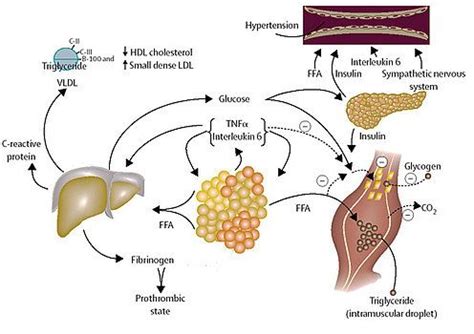 C-II
C-III
B-100 and
Triglyceride
VLDL
↓ HDL cholesterol
↑ Small dense LDL
Hypertension
FFA
Insulin
Interleukin 6
Sympathetic nervous
system
Glucose
TNFα
Interleukin 6
Insulin
C-reactive
protein
Glycogen
CO2
FFA
FFA
Fibrinogen
Prothrombic
state
Triglyceride
(intramuscular droplet)